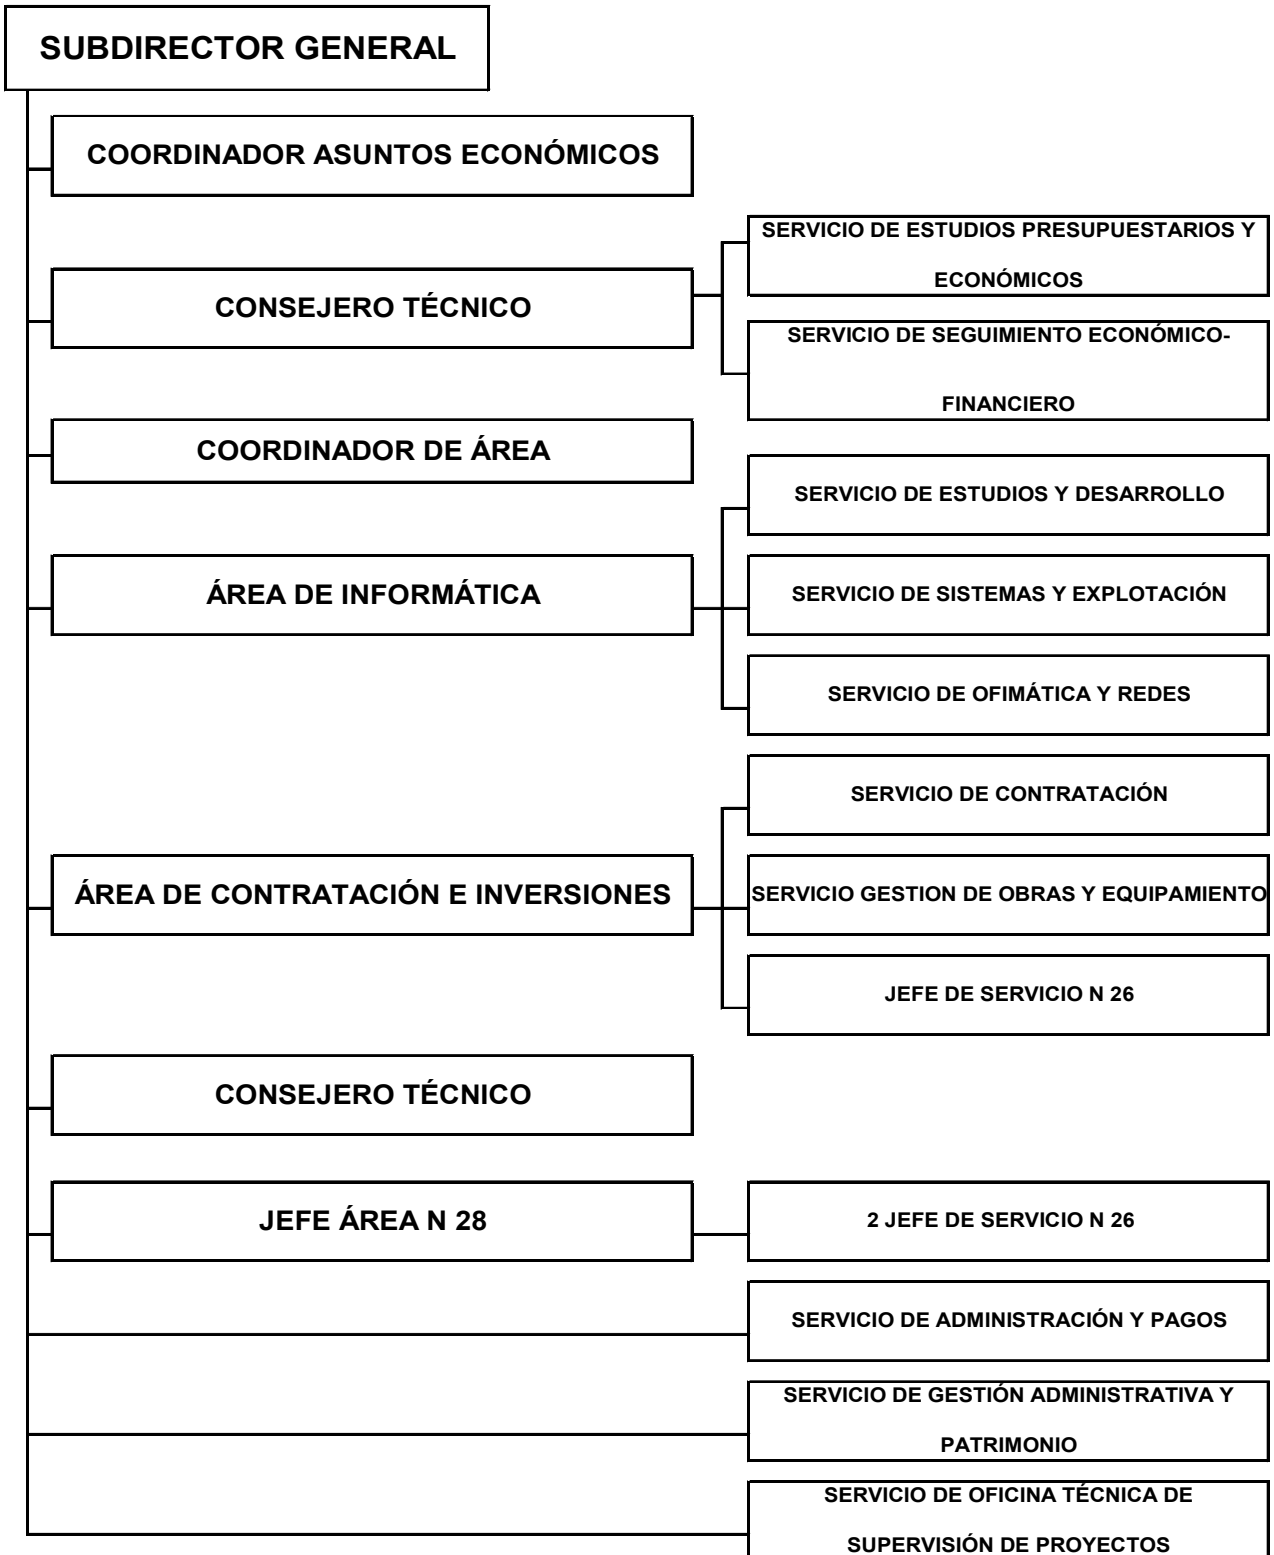 SUBDIRECTOR GENERAL
COORDINADOR ASUNTOS ECONÓMICOS
CONSEJERO TÉCNICO
SERVICIO DE ESTUDIOS PRESUPUESTARIOS Y
ECONÓMICOS
SERVICIO DE SEGUIMIENTO ECONÓMICO-
FINANCIERO
COORDINADOR DE ÁREA
ÁREA DE INFORMÁTICA
SERVICIO DE ESTUDIOS Y DESARROLLO
SERVICIO DE SISTEMAS Y EXPLOTACIÓN
SERVICIO DE OFIMÁTICA Y REDES
ÁREA DE CONTRATACIÓN E INVERSIONES
SERVICIO DE CONTRATACIÓN
SERVICIO GESTION DE OBRAS Y EQUIPAMIENTO
JEFE DE SERVICIO N 26
CONSEJERO TÉCNICO
JEFE ÁREA N 28
2 JEFE DE SERVICIO N 26
SERVICIO DE ADMINISTRACIÓN Y PAGOS
SERVICIO DE GESTIÓN ADMINISTRATIVA Y
PATRIMONIO
SERVICIO DE OFICINA TÉCNICA DE
SUPERVISIÓN DE PROYECTOS